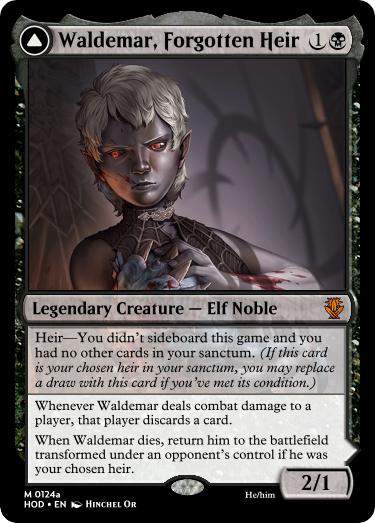 Waldemar, Forgotten Heir 1
Legendary Creature — Elf Noble
Heir—You didn't sideboard this game and you
had no other cards in your sanctum. (If this card
is your chosen heir in your sanctum, you may replace
a draw with this card if you've met its condition.)
Whenever Waldemar deals combat damage to a
player, that player discards a card.
When Waldemar dies, return him to the battlefield
transformed under an opponent's control if he was
your chosen heir.
2/1
M 0124a
HOD • EN HINCHEL OR
He/him